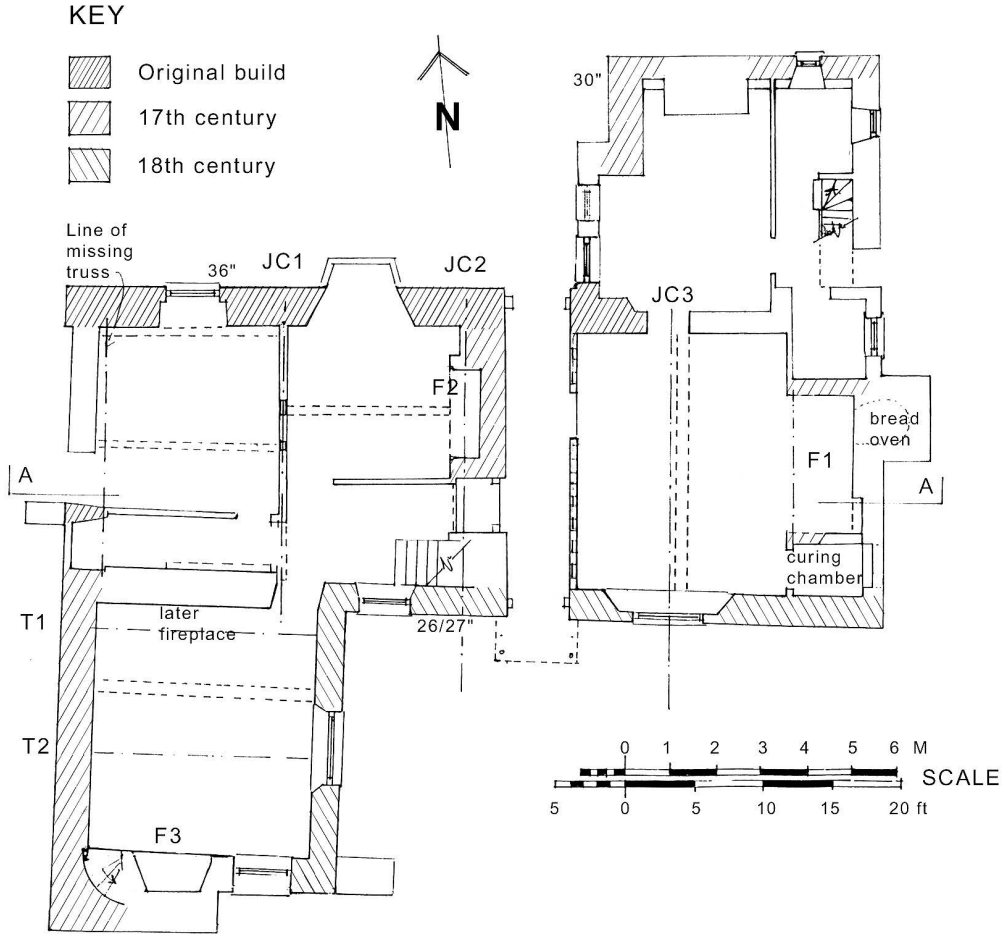 KEY
Original build
17th century
18th century
N
30"
Line of
missing
truss
36"
JC1
JC2
JC3
F2
bread
oven
F1
A
A
curing
chamber
later
fireplace
26/27"
T1
T2
F3
0 1 2 3 4 5 6 M
SCALE
5 0 5 10 15 20 ft